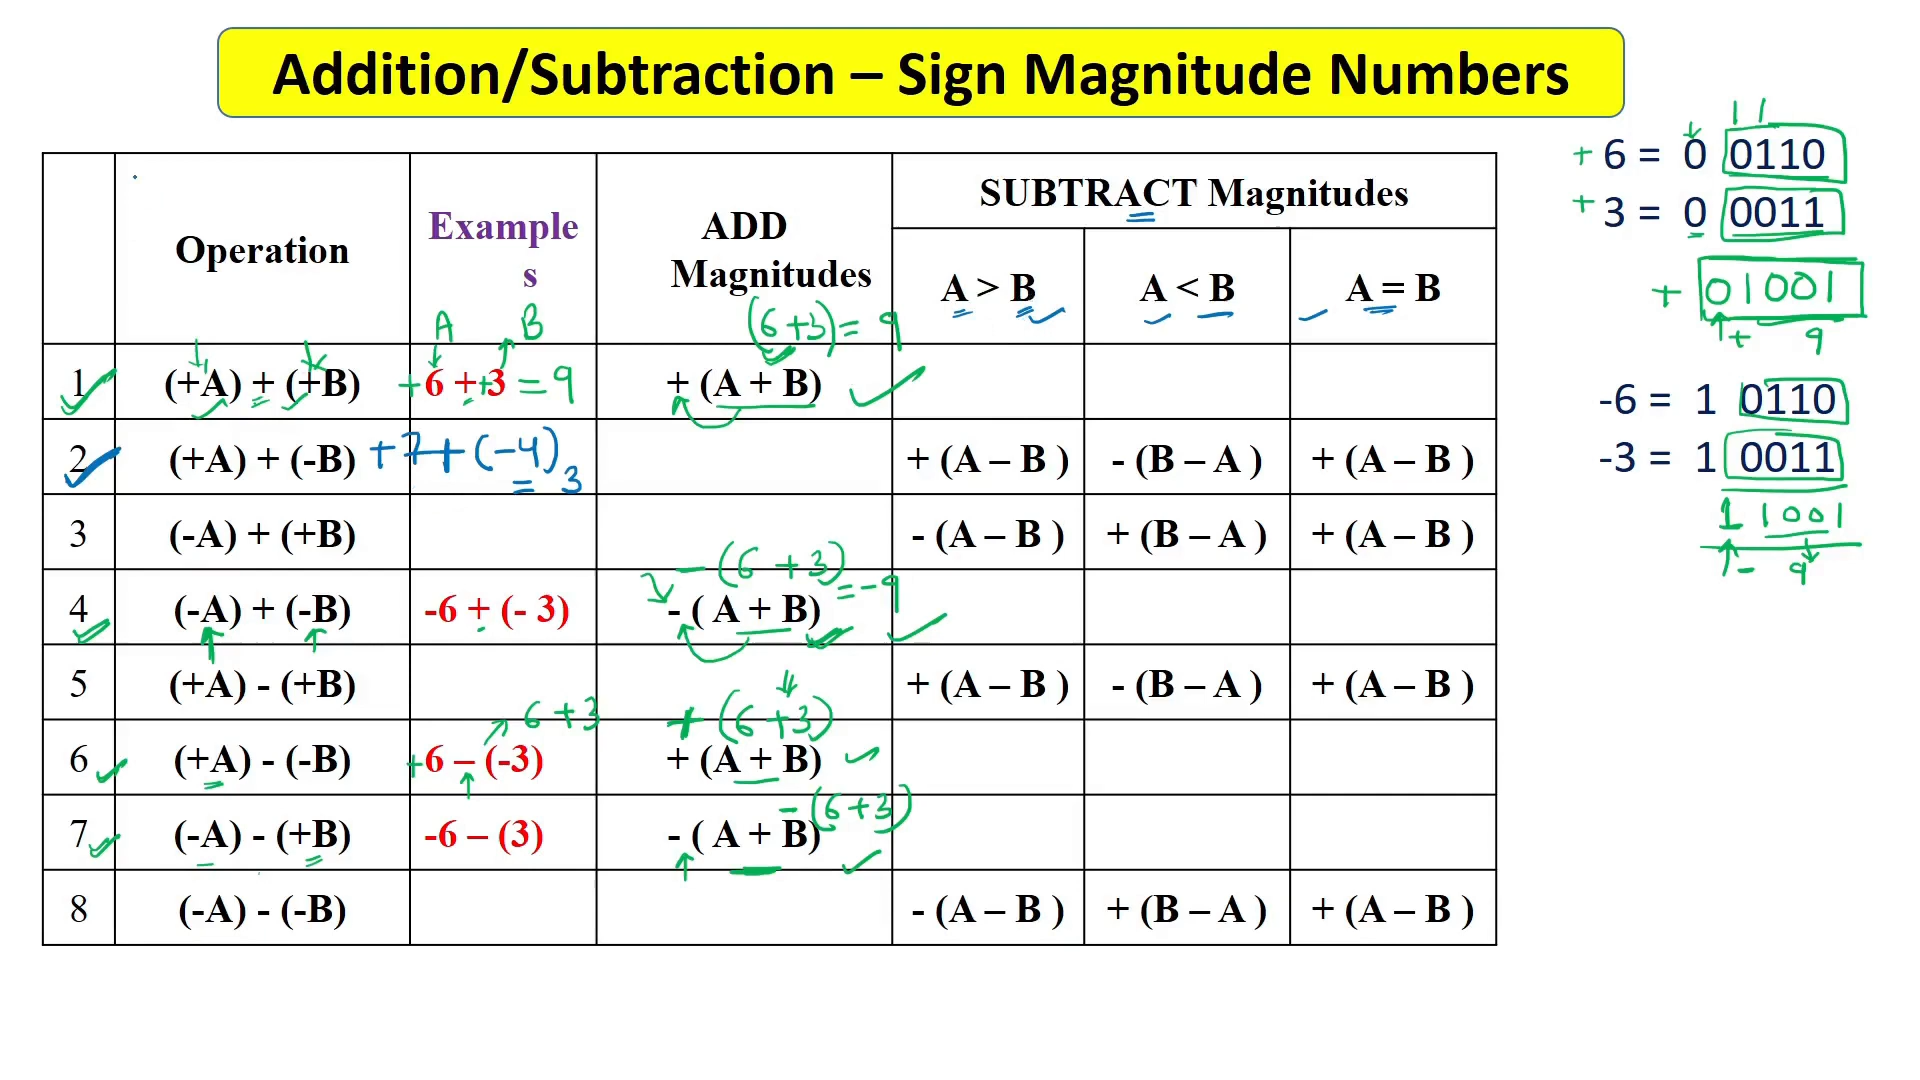 Addition/Subtraction – Sign Magnitude Numbers
Operation
Example
s
ADD
Magnitudes
SUBTRACT Magnitudes
A > B
A < B
A = B
A B
(6 + 3) = 9
1 (+A) + (+B) + 6 + + 3 = 9 + (A + B)
2 (+A) + (-B) +7 + (-4) = 3 + (A – B ) - (B – A ) + (A – B )
3 (-A) + (+B) - (A – B ) + (B – A ) + (A – B )
- (6 + 3) = -9
4 (-A) + (-B) -6 + (- 3) - ( A + B)
5 (+A) - (+B) + (A – B ) - (B – A ) + (A – B )
6 + 3 + (6 + 3)
6 (+A) - (-B) + 6 – (-3) + (A + B)
- (6 + 3)
7 (-A) - (+B) -6 – (3) - ( A + B)
8 (-A) - (-B) - (A – B ) + (B – A ) + (A – B )
1 1
+ 6 = 0 0110
+ 3 = 0 0011
+ 01001
+ 9
-6 = 1 0110
-3 = 1 0011
1 1001
- 9